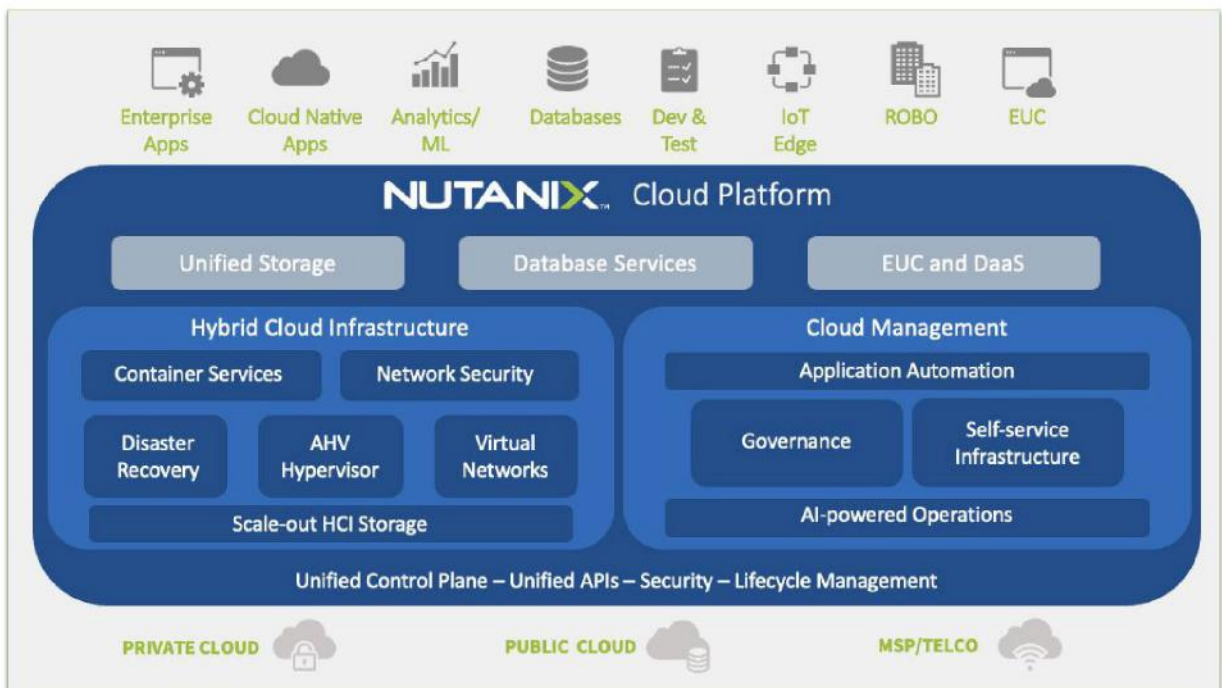 Enterprise Apps
Cloud Native Apps
Analytics/ ML
Databases
Dev & Test
IoT Edge
ROBO
EUC
NUTANIX™ Cloud Platform
Unified Storage
Database Services
EUC and DaaS
Hybrid Cloud Infrastructure
Container Services
Network Security
Disaster Recovery
AHV Hypervisor
Virtual Networks
Scale-out HCI Storage
Cloud Management
Application Automation
Governance
Self-service Infrastructure
AI-powered Operations
Unified Control Plane – Unified APIs – Security – Lifecycle Management
PRIVATE CLOUD
PUBLIC CLOUD
MSP/TELCO